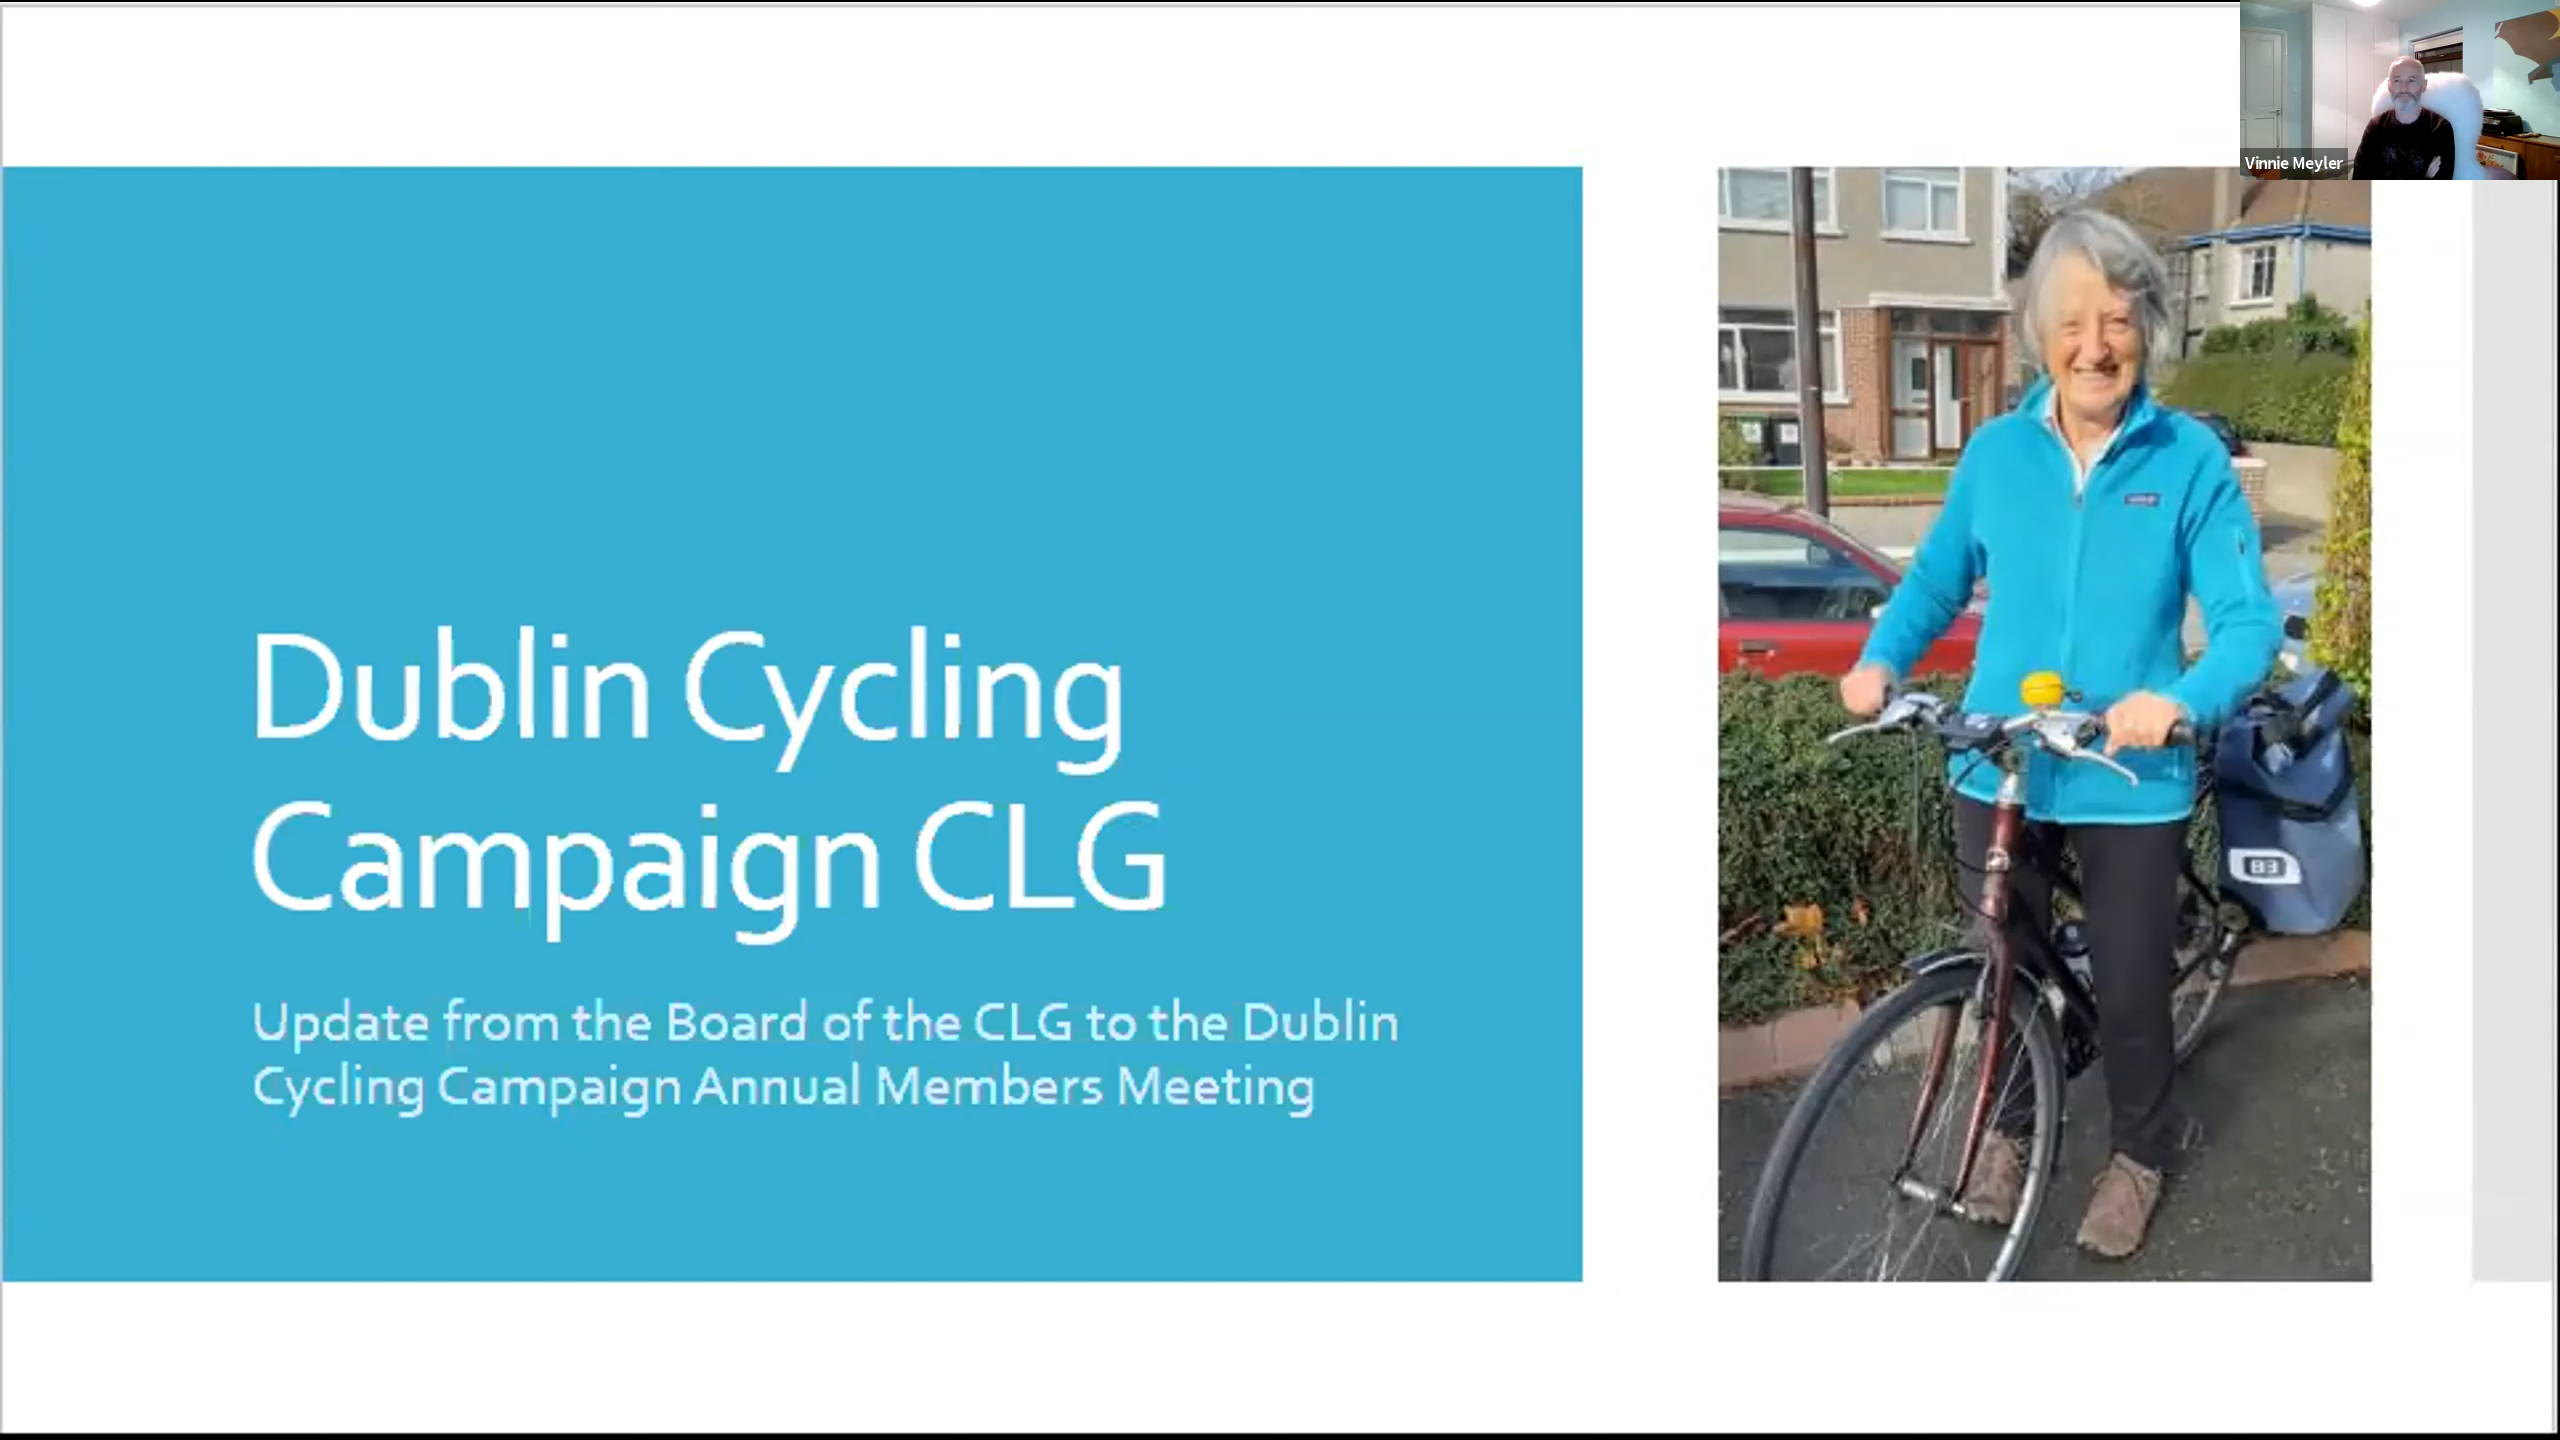 Vinnie Meyler
Dublin Cycling
Campaign CLG
Update from the Board of the CLG to the Dublin
Cycling Campaign Annual Members Meeting